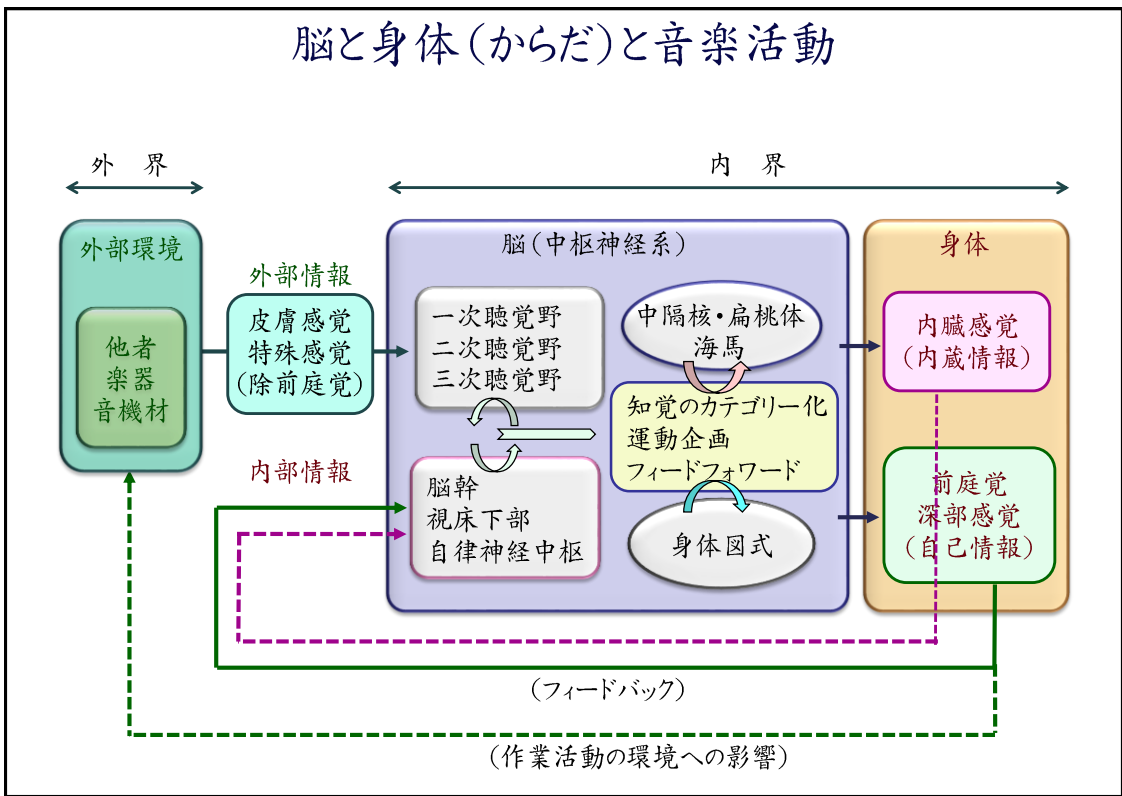 脳と身体(からだ)と音楽活動
外 界
内 界
外部環境
他者
楽器
音機材
外部情報
皮膚感覚
特殊感覚
(除前庭覚)
内部情報
脳(中枢神経系)
一次聴覚野
二次聴覚野
三次聴覚野
脳幹
視床下部
自律神経中枢
中隔核・扁桃体
海馬
知覚のカテゴリー化
運動企画
フィードフォワード
身体図式
身体
内臓感覚
(内蔵情報)
前庭覚
深部感覚
(自己情報)
(フィードバック)
(作業活動の環境への影響)